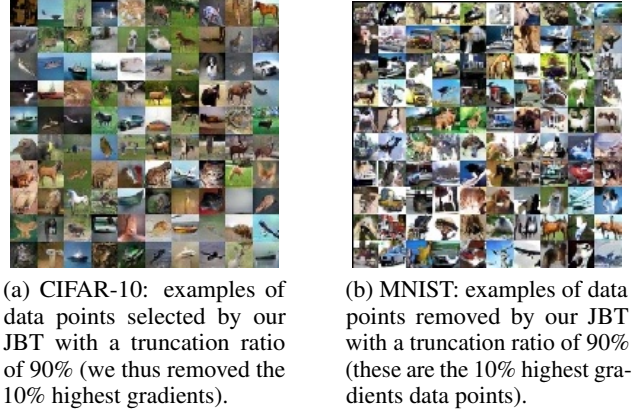 (a) CIFAR-10: examples of
data points selected by our
JBT with a truncation ratio
of 90% (we thus removed the
10% highest gradients).
(b) MNIST: examples of data
points removed by our JBT
with a truncation ratio of 90%
(these are the 10% highest gra-
dients data points).